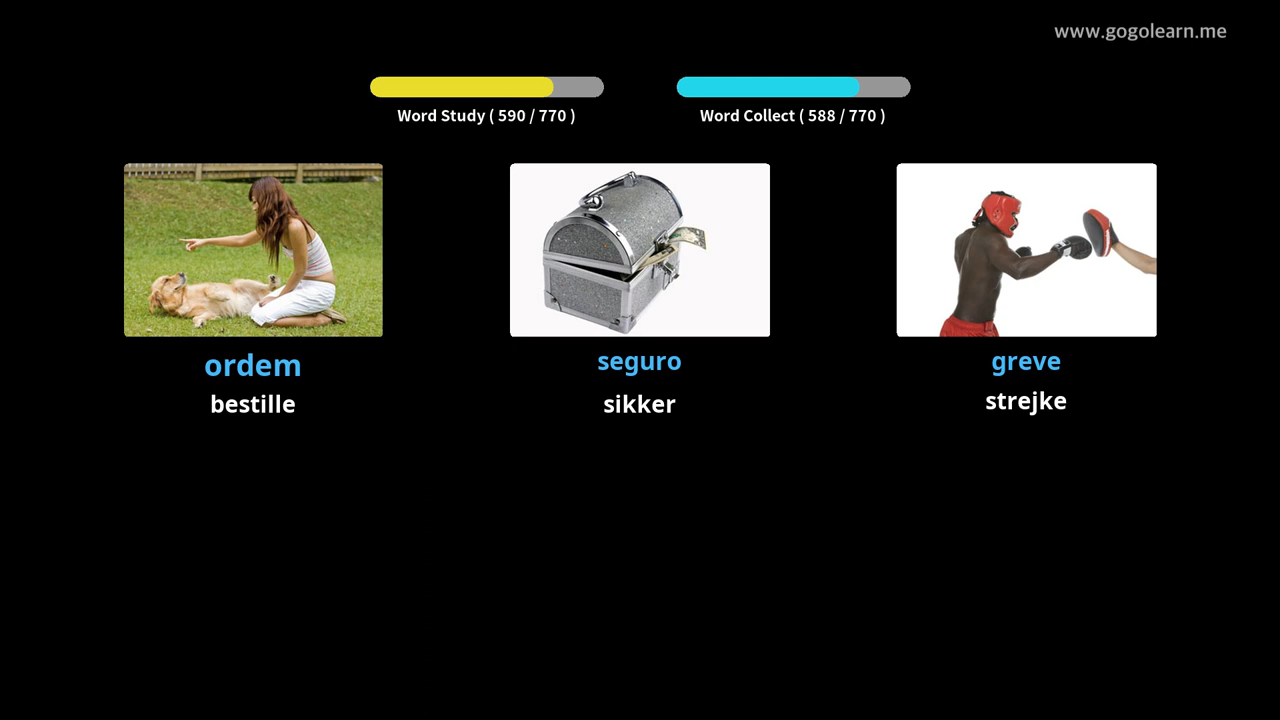 www.gogolearn.me
Word Study ( 590 / 770 )
Word Collect ( 588 / 770 )
ordem
bestille
seguro
sikker
greve
strejke